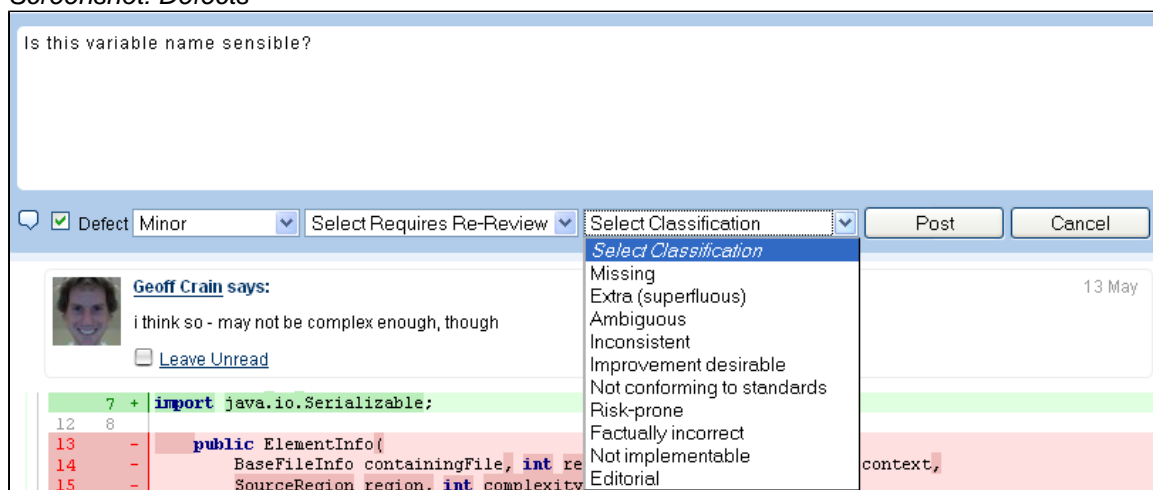 Screenshot: Defects
Is this variable name sensible?
Defect Minor Select Requires Re-Review Select Classification Post Cancel
Select Classification
Missing
Extra (superfluous)
Ambiguous
Inconsistent
Improvement desirable
Not conforming to standards
Risk-prone
Factually incorrect
Not implementable
Editorial
Geoff Crain says: 13 May
i think so - may not be complex enough, though
Leave Unread
7 + import java.io.Serializable;
12 8
13 - public ElementInfo(
14 - BaseFileInfo containingFile, int re context,
15 - SourceRegion region, int complexity